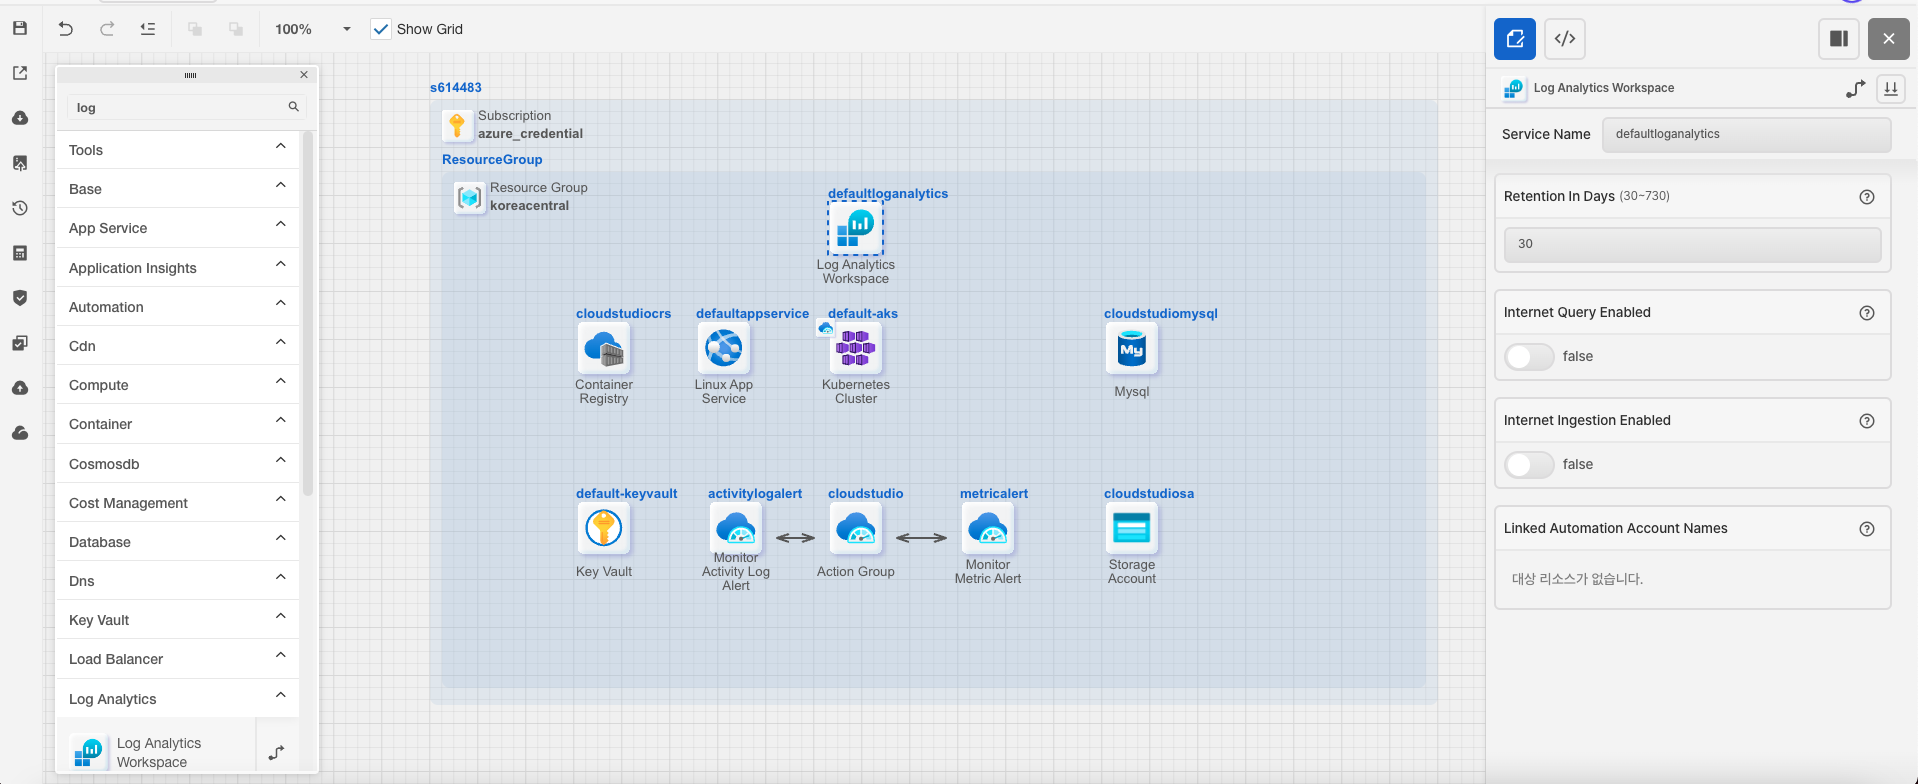 100%
Show Grid
log
Tools
Base
App Service
Application Insights
Automation
Cdn
Compute
Container
Cosmosdb
Cost Management
Database
Dns
Key Vault
Load Balancer
Log Analytics
Log Analytics
Workspace
s614483
Subscription
azure_credential
ResourceGroup
Resource Group
koreacentral
defaultloganalytics
Log Analytics
Workspace
cloudstudiocrs
Container
Registry
defaultappservice
Linux App
Service
default-aks
Kubernetes
Cluster
cloudstudiomysql
My
Mysql
default-keyvault
Key Vault
activitylogalert
Monitor
Activity Log
Alert
cloudstudio
Action Group
metricalert
Monitor
Metric Alert
cloudstudiosa
Storage
Account
Log Analytics Workspace
Service Name
defaultloganalytics
Retention In Days (30~730)
30
Internet Query Enabled
false
Internet Ingestion Enabled
false
Linked Automation Account Names
대상 리소스가 없습니다.